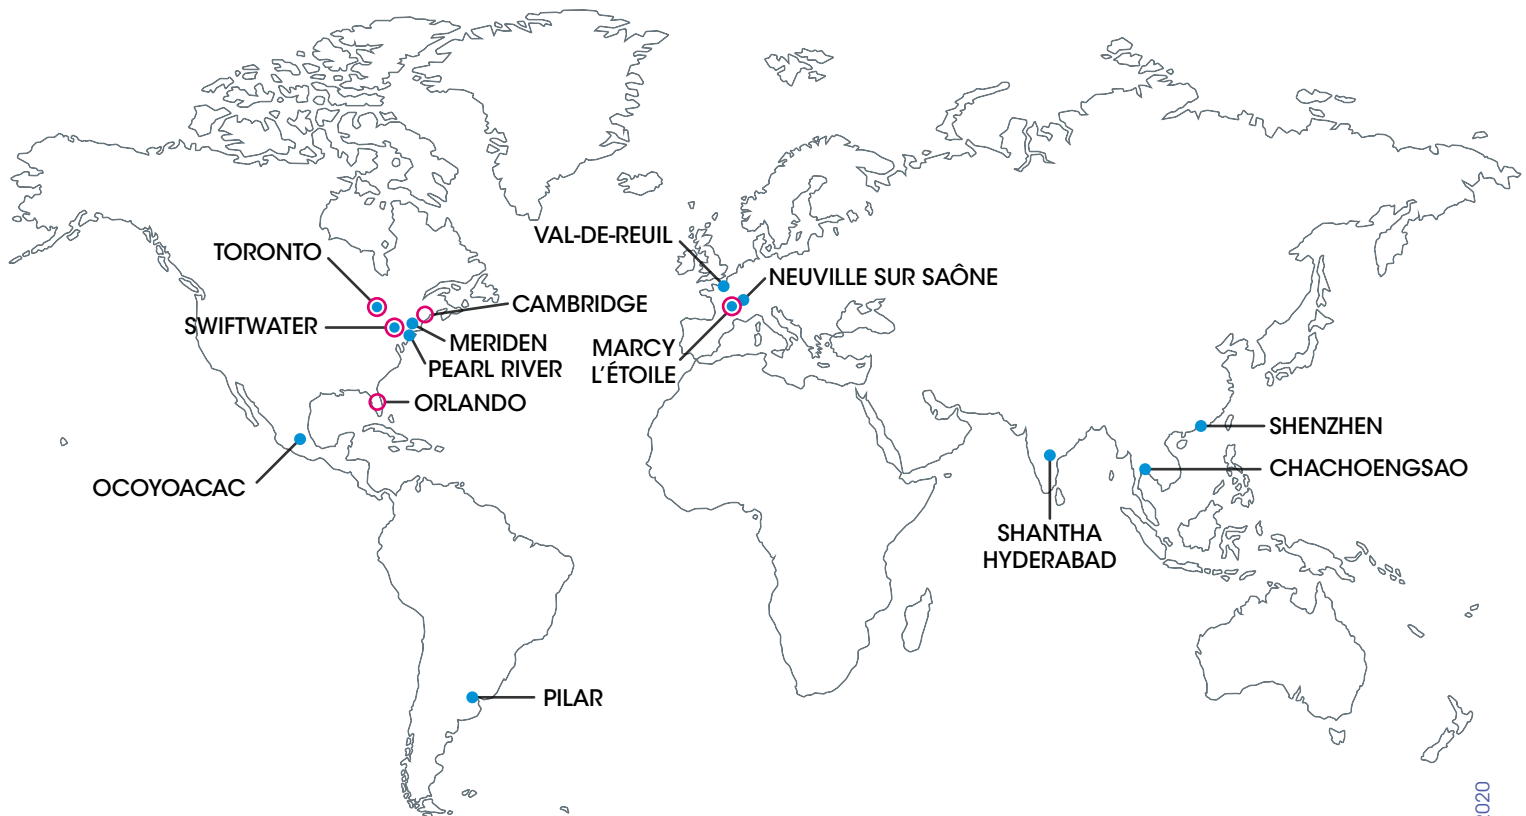 VAL-DE-REUIL
TORONTO
NEUVILLE SUR SAÔNE
CAMBRIDGE
SWIFTWATER
MERIDEN
MARCY
L'ÉTOILE
PEARL RIVER
ORLANDO
SHENZHEN
CHACHOENGSAO
OCOYOACAC
SHANTHA
HYDERABAD
PILAR
2020